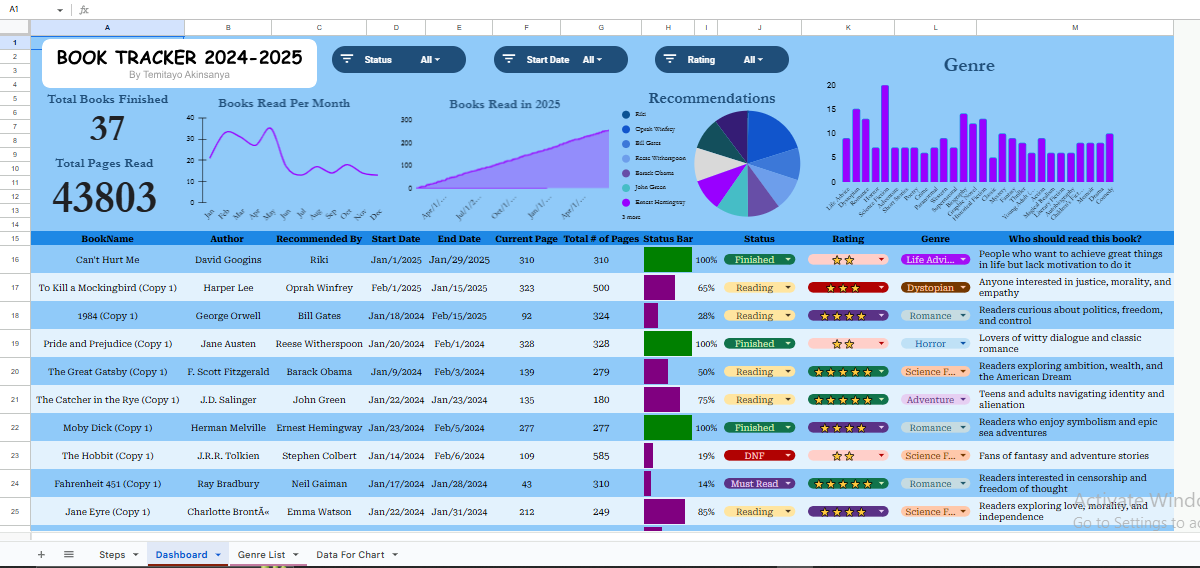 A1
fx
A B C D E F G H I J K L M
BOOK TRACKER 2024-2025
By Temitayo Akinsanya
Status All
Start Date All
Rating All
Total Books Finished
37
Total Pages Read
43803
Books Read Per Month
40
30
20
10
0
Jan Feb Mar Apr May Jun Jul Aug Sep Oct Nov Dec
Books Read in 2025
300
200
100
0
Apr/1/… Jul/1/2… Oct/1/… Jan/1/… Apr/1/…
Recommendations
Riki
Oprah Winfrey
Bill Gates
Reese Witherspoon
Barack Obama
John Green
Ernest Hemingway
3 more
Genre
20
15
10
5
0
BookName Author Recommended By Start Date End Date Current Page Total # of Pages Status Bar Status Rating Genre Who should read this book?
16 Can't Hurt Me David Googins Riki Jan/1/2025 Jan/29/2025 310 310 100% Finished Life Advi... People who want to achieve great things
in life but lack motivation to do it
17 To Kill a Mockingbird (Copy 1) Harper Lee Oprah Winfrey Feb/1/2025 Jan/15/2025 323 500 65% Reading Dystopian Anyone interested in justice, morality, and
empathy
18 1984 (Copy 1) George Orwell Bill Gates Jan/18/2024 Feb/15/2025 92 324 28% Reading Romance Readers curious about politics, freedom,
and control
19 Pride and Prejudice (Copy 1) Jane Austen Reese Witherspoon Jan/20/2024 Feb/1/2024 328 328 100% Finished Horror Lovers of witty dialogue and classic
romance
20 The Great Gatsby (Copy 1) F. Scott Fitzgerald Barack Obama Jan/9/2024 Feb/3/2024 139 279 50% Reading Science F... Readers exploring ambition, wealth, and
the American Dream
21 The Catcher in the Rye (Copy 1) J.D. Salinger John Green Jan/22/2024 Jan/23/2024 135 180 75% Reading Adventure Teens and adults navigating identity and
alienation
22 Moby Dick (Copy 1) Herman Melville Ernest Hemingway Jan/23/2024 Feb/5/2024 277 277 100% Finished Romance Readers who enjoy symbolism and epic
sea adventures
23 The Hobbit (Copy 1) J.R.R. Tolkien Stephen Colbert Jan/14/2024 Feb/6/2024 109 585 19% DNF Science F... Fans of fantasy and adventure stories
24 Fahrenheit 451 (Copy 1) Ray Bradbury Neil Gaiman Jan/17/2024 Jan/28/2024 43 310 14% Must Read Romance Readers interested in censorship and
freedom of thought
25 Jane Eyre (Copy 1) Charlotte BrontÃ« Emma Watson Jan/22/2024 Jan/31/2024 212 249 85% Reading Science F... Readers exploring love, morality, and
independence
Activate Windo
Go to Settings to ac
Steps Dashboard Genre List Data For Chart